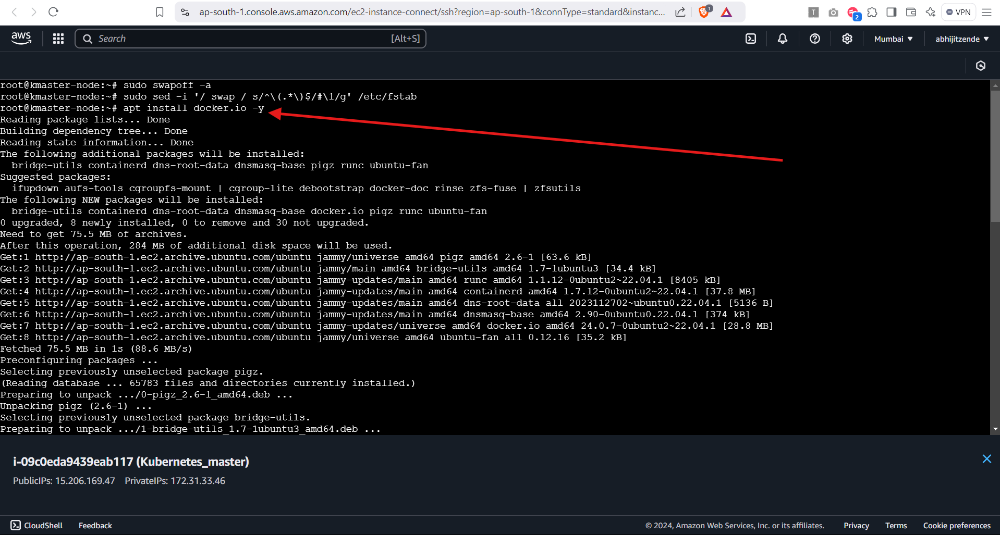 ap-south-1.console.aws.amazon.com/ec2-instance-connect/ssh?region=ap-south-1&connType=standard&instanc...
1
T
2
VPN
aws
Search
[Alt+S]
Mumbai ▼
abhijitzende ▼
root@kmaster-node:~# sudo swapoff -a
root@kmaster-node:~# sudo sed -i '/ swap / s/^\(.*\)$/#\1/g' /etc/fstab
root@kmaster-node:~# apt install docker.io -y
Reading package lists... Done
Building dependency tree... Done
Reading state information... Done
The following additional packages will be installed:
  bridge-utils containerd dns-root-data dnsmasq-base pigz runc ubuntu-fan
Suggested packages:
  ifupdown aufs-tools cgroupfs-mount | cgroup-lite debootstrap docker-doc rinse zfs-fuse | zfsutils
The following NEW packages will be installed:
  bridge-utils containerd dns-root-data dnsmasq-base docker.io pigz runc ubuntu-fan
0 upgraded, 8 newly installed, 0 to remove and 30 not upgraded.
Need to get 75.5 MB of archives.
After this operation, 284 MB of additional disk space will be used.
Get:1 http://ap-south-1.ec2.archive.ubuntu.com/ubuntu jammy/universe amd64 pigz amd64 2.6-1 [63.6 kB]
Get:2 http://ap-south-1.ec2.archive.ubuntu.com/ubuntu jammy/main amd64 bridge-utils amd64 1.7-1ubuntu3 [34.4 kB]
Get:3 http://ap-south-1.ec2.archive.ubuntu.com/ubuntu jammy-updates/main amd64 runc amd64 1.1.12-0ubuntu2~22.04.1 [8405 kB]
Get:4 http://ap-south-1.ec2.archive.ubuntu.com/ubuntu jammy-updates/main amd64 containerd amd64 1.7.12-0ubuntu2~22.04.1 [37.8 MB]
Get:5 http://ap-south-1.ec2.archive.ubuntu.com/ubuntu jammy-updates/main amd64 dns-root-data all 2023112702~ubuntu0.22.04.1 [5136 B]
Get:6 http://ap-south-1.ec2.archive.ubuntu.com/ubuntu jammy-updates/main amd64 dnsmasq-base amd64 2.90-0ubuntu0.22.04.1 [374 kB]
Get:7 http://ap-south-1.ec2.archive.ubuntu.com/ubuntu jammy-updates/universe amd64 docker.io amd64 24.0.7-0ubuntu2~22.04.1 [28.8 MB]
Get:8 http://ap-south-1.ec2.archive.ubuntu.com/ubuntu jammy/universe amd64 ubuntu-fan all 0.12.16 [35.2 kB]
Fetched 75.5 MB in 1s (88.6 MB/s)
Preconfiguring packages ...
Selecting previously unselected package pigz.
(Reading database ... 65783 files and directories currently installed.)
Preparing to unpack .../0-pigz_2.6-1_amd64.deb ...
Unpacking pigz (2.6-1) ...
Selecting previously unselected package bridge-utils.
Preparing to unpack .../1-bridge-utils_1.7-1ubuntu3_amd64.deb ...
i-09c0eda9439eab117 (Kubernetes_master)
PublicIPs: 15.206.169.47 PrivateIPs: 172.31.33.46
CloudShell
Feedback
© 2024, Amazon Web Services, Inc. or its affiliates.
Privacy
Terms
Cookie preferences